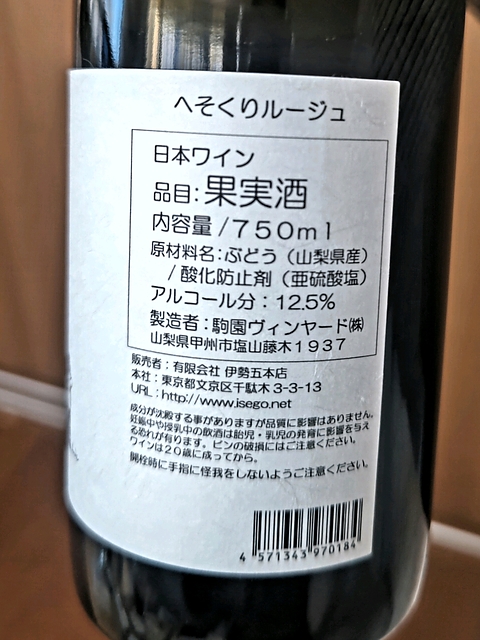 へそくりルージュ
日本ワイン
品目:果実酒
内容量/750ml
原材料名:ぶどう(山梨県産)
/酸化防止剤(亜硫酸塩)
アルコール分:12.5%
製造者:駒園ヴィンヤード㈱
山梨県甲州市塩山藤木1937
販売者:有限会社 伊勢五本店
本社:東京都文京区千駄木3-3-13
URL:http://www.isego.net
成分が沈殿する事がありますが品質に影響はありません。
妊娠中や授乳中の飲酒は胎児・乳児の発育に影響を与え
る恐れが有ります。ビンの破損にはご注意ください。
ワインは20歳に成ってから。
開栓時に手指に怪我をしないようご注意ください。
4 571343 970184